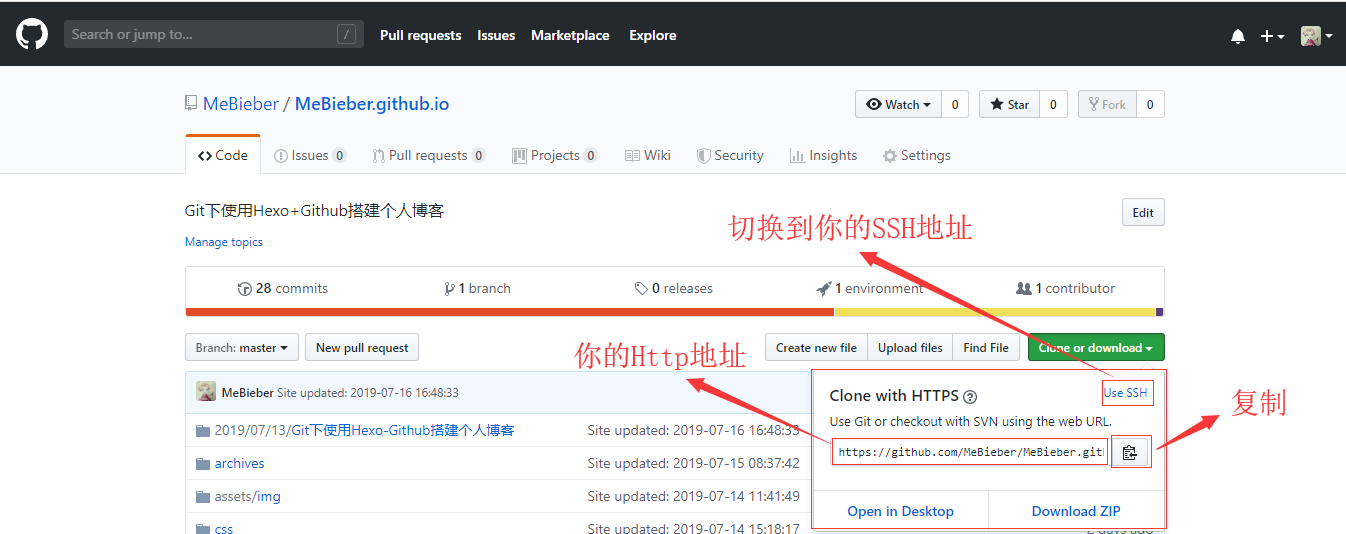 Search or jump to... / Pull requests Issues Marketplace Explore
MeBieber / MeBieber.github.io Watch 0 Star 0 Fork 0
Code Issues 0 Pull requests 0 Projects 0 Wiki Security Insights Settings
Git下使用Hexo+Github搭建个人博客 Edit
切换到你的SSH地址
Manage topics
28 commits 1 branch 0 releases 1 environment 1 contributor
Branch: master New pull request Create new file Upload files Find File Clone or download
你的Http地址
MeBieber Site updated: 2019-07-16 16:48:33
Clone with HTTPS Use SSH
复制
Use Git or checkout with SVN using the web URL.
2019/07/13/Git下使用Hexo-Github搭建个人博客 Site updated: 2019-07-16 16:48:33
https://github.com/MeBieber/MeBieber.git
archives Site updated: 2019-07-15 08:37:42
assets/img Site updated: 2019-07-14 11:41:49
Open in Desktop Download ZIP
css Site updated: 2019-07-14 15:18:17 2 days ago